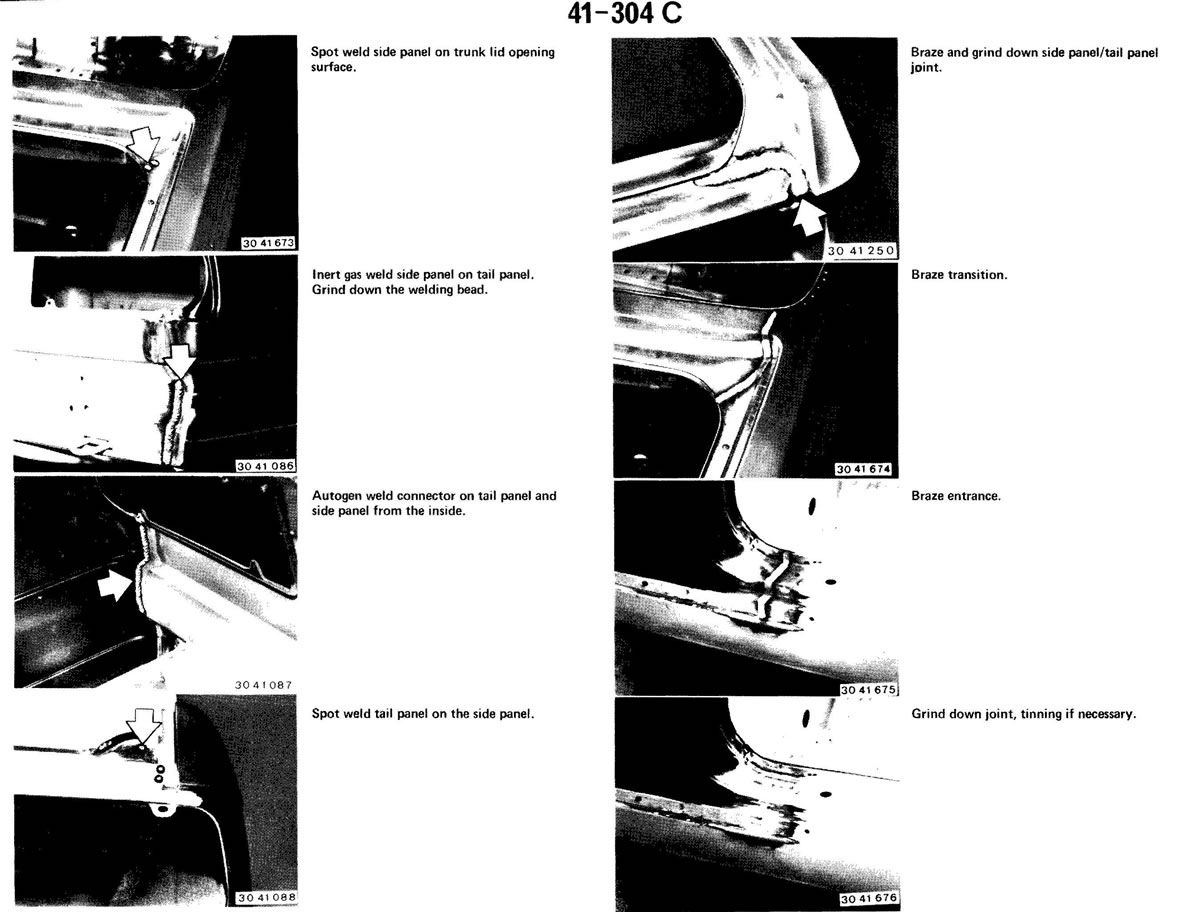 41-304 C
Spot weld side panel on trunk lid opening
surface.
30 41 673
Inert gas weld side panel on tail panel.
Grind down the welding bead.
30 41 086
Autogen weld connector on tail panel and
side panel from the inside.
30 41 087
Spot weld tail panel on the side panel.
30 41 088
Braze and grind down side panel/tail panel
joint.
30 41 250
Braze transition.
30 41 674
Braze entrance.
30 41 675
Grind down joint, tinning if necessary.
30 41 676